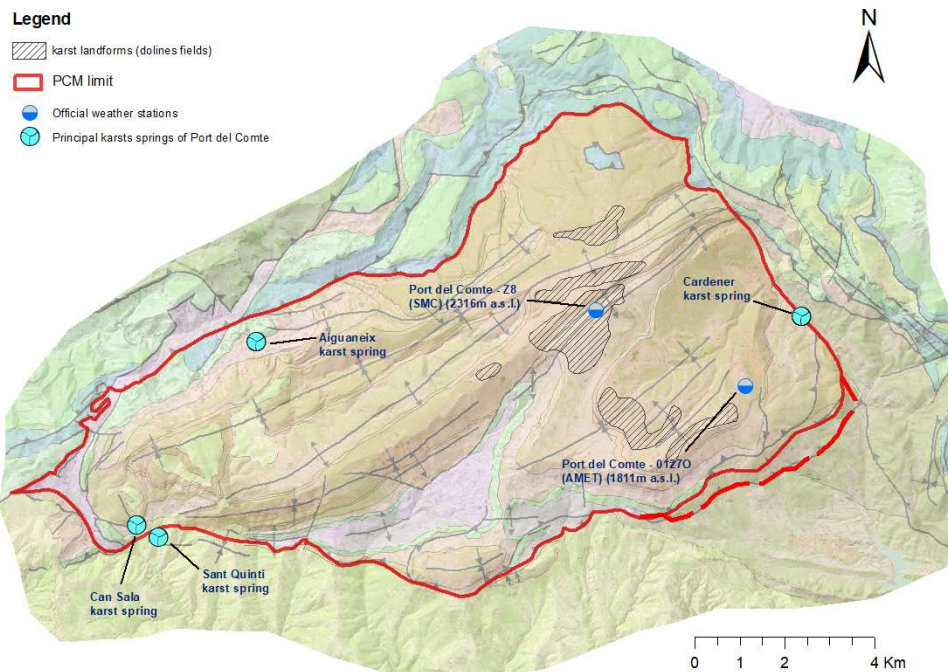 Legend
karst landforms (dolines fields)
PCM limit
Official weather stations
Principal karsts springs of Port del Comte
N
Port del Comte - Z8
(SMC) (2316m a.s.l.)
Cardener
karst spring
Aiguaneix
karst spring
Port del Comte - 0127O
(AMET) (1811m a.s.l.)
Sant Quintí
karst spring
Can Sala
karst spring
0 1 2 4 Km